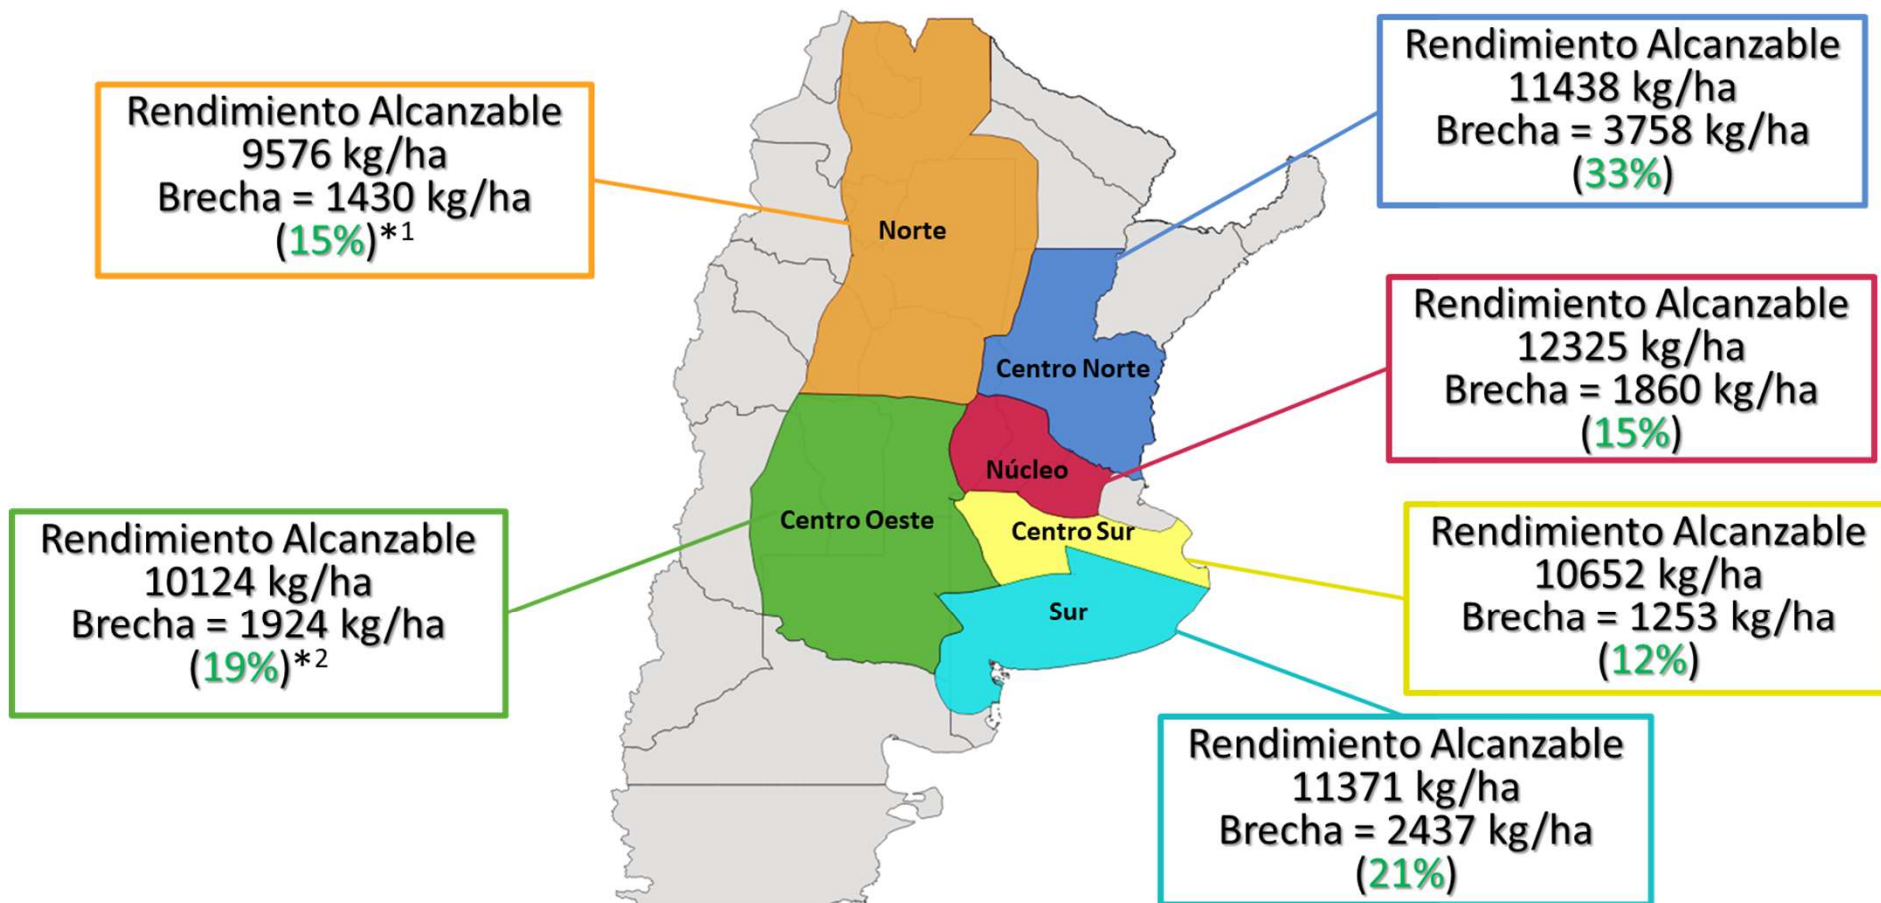 Rendimiento Alcanzable
9576 kg/ha
Brecha = 1430 kg/ha
(15%)*1
Rendimiento Alcanzable
11438 kg/ha
Brecha = 3758 kg/ha
(33%)
Norte
Centro Norte
Rendimiento Alcanzable
12325 kg/ha
Brecha = 1860 kg/ha
(15%)
Núcleo
Centro Oeste
Centro Sur
Sur
Rendimiento Alcanzable
10124 kg/ha
Brecha = 1924 kg/ha
(19%)*2
Rendimiento Alcanzable
10652 kg/ha
Brecha = 1253 kg/ha
(12%)
Rendimiento Alcanzable
11371 kg/ha
Brecha = 2437 kg/ha
(21%)